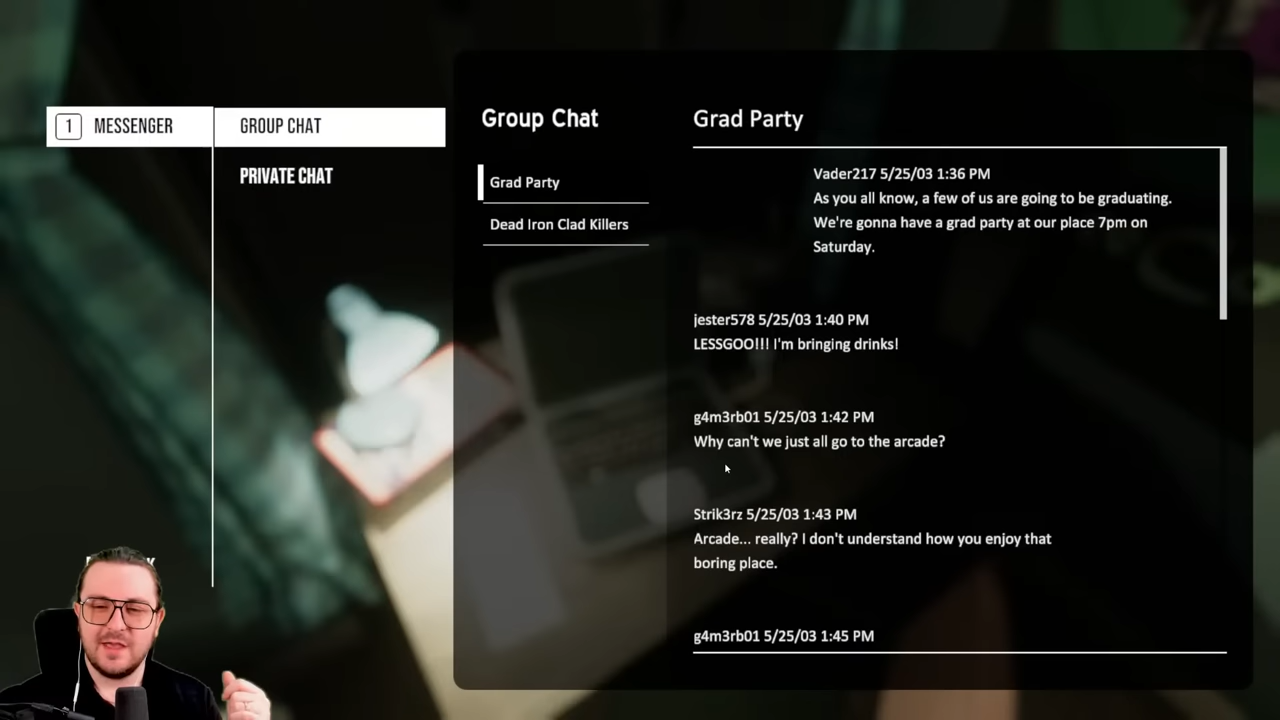 1 MESSENGER
GROUP CHAT
PRIVATE CHAT
Group Chat
Grad Party
Dead Iron Clad Killers
Grad Party
Vader217 5/25/03 1:36 PM
As you all know, a few of us are going to be graduating.
We're gonna have a grad party at our place 7pm on
Saturday.
jester578 5/25/03 1:40 PM
LESSGOO!!! I'm bringing drinks!
g4m3rb01 5/25/03 1:42 PM
Why can't we just all go to the arcade?
Strik3rz 5/25/03 1:43 PM
Arcade... really? I don't understand how you enjoy that
boring place.
g4m3rb01 5/25/03 1:45 PM